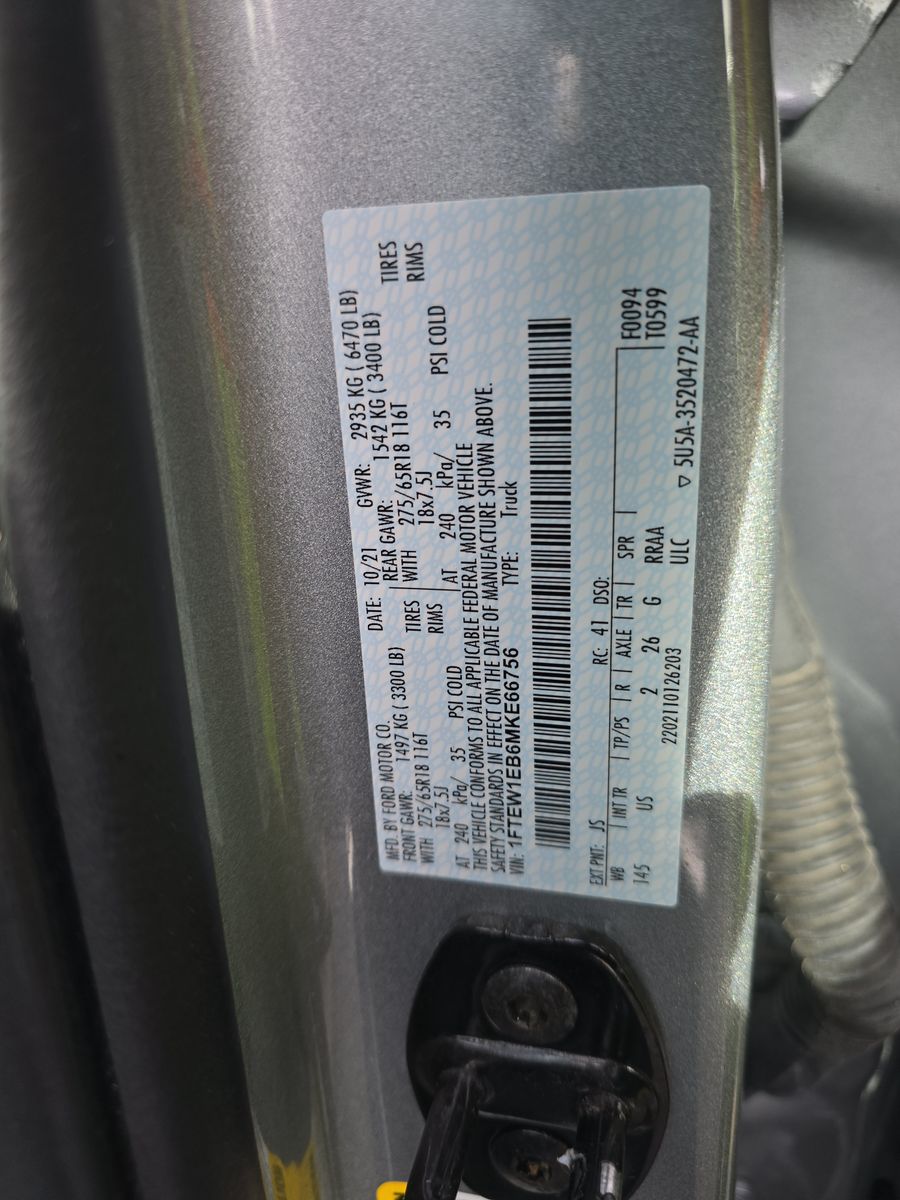 MFD. BY FORD MOTOR CO.
DATE: 10/21 GVWR: 2935 KG ( 6470 LB)
FRONT GAWR: 1497 KG ( 3300 LB) REAR GAWR: 1542 KG ( 3400 LB)
WITH 275/65R18 116T TIRES WITH 275/65R18 116T TIRES
18x7.5J RIMS 18x7.5J RIMS
AT 240 kPa/ 35 PSI COLD AT 240 kPa/ 35 PSI COLD
THIS VEHICLE CONFORMS TO ALL APPLICABLE FEDERAL MOTOR VEHICLE
SAFETY STANDARDS IN EFFECT ON THE DATE OF MANUFACTURE SHOWN ABOVE.
VIN: 1FTEW1EB6MKE66756 TYPE: Truck
EXT PNT: JS RC: 41 DSO:
WB INT TR TP/PS R AXLE TR SPR F0094
145 US 2 26 G RRAA T0599
2202110126203 ULC
▽ 5U5A-3520472-AA